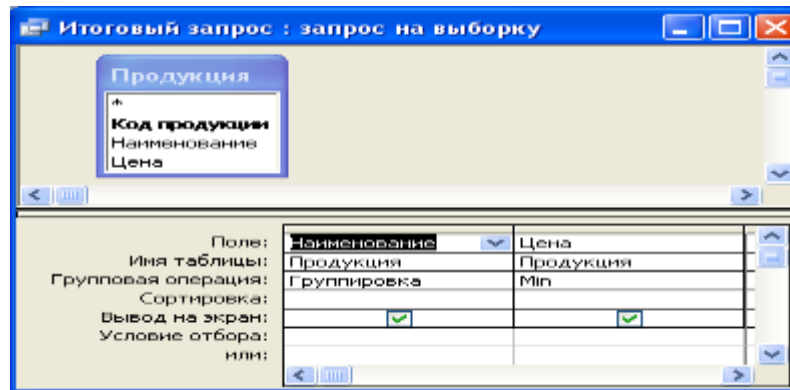 Итоговый запрос : запрос на выборку
Продукция
*
Код продукции
Наименование
Цена
Поле: Наименование Цена
Имя таблицы: Продукция Продукция
Групповая операция: Группировка Min
Сортировка:
Вывод на экран:
Условие отбора:
или: